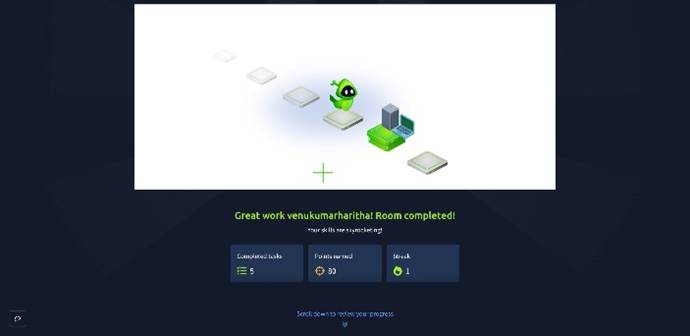 Great work venukumarharitha! Room completed!
Your skills are skyrocketing!
Completed tasks
5
Points earned
80
Streak
1
Scroll down to review your progress